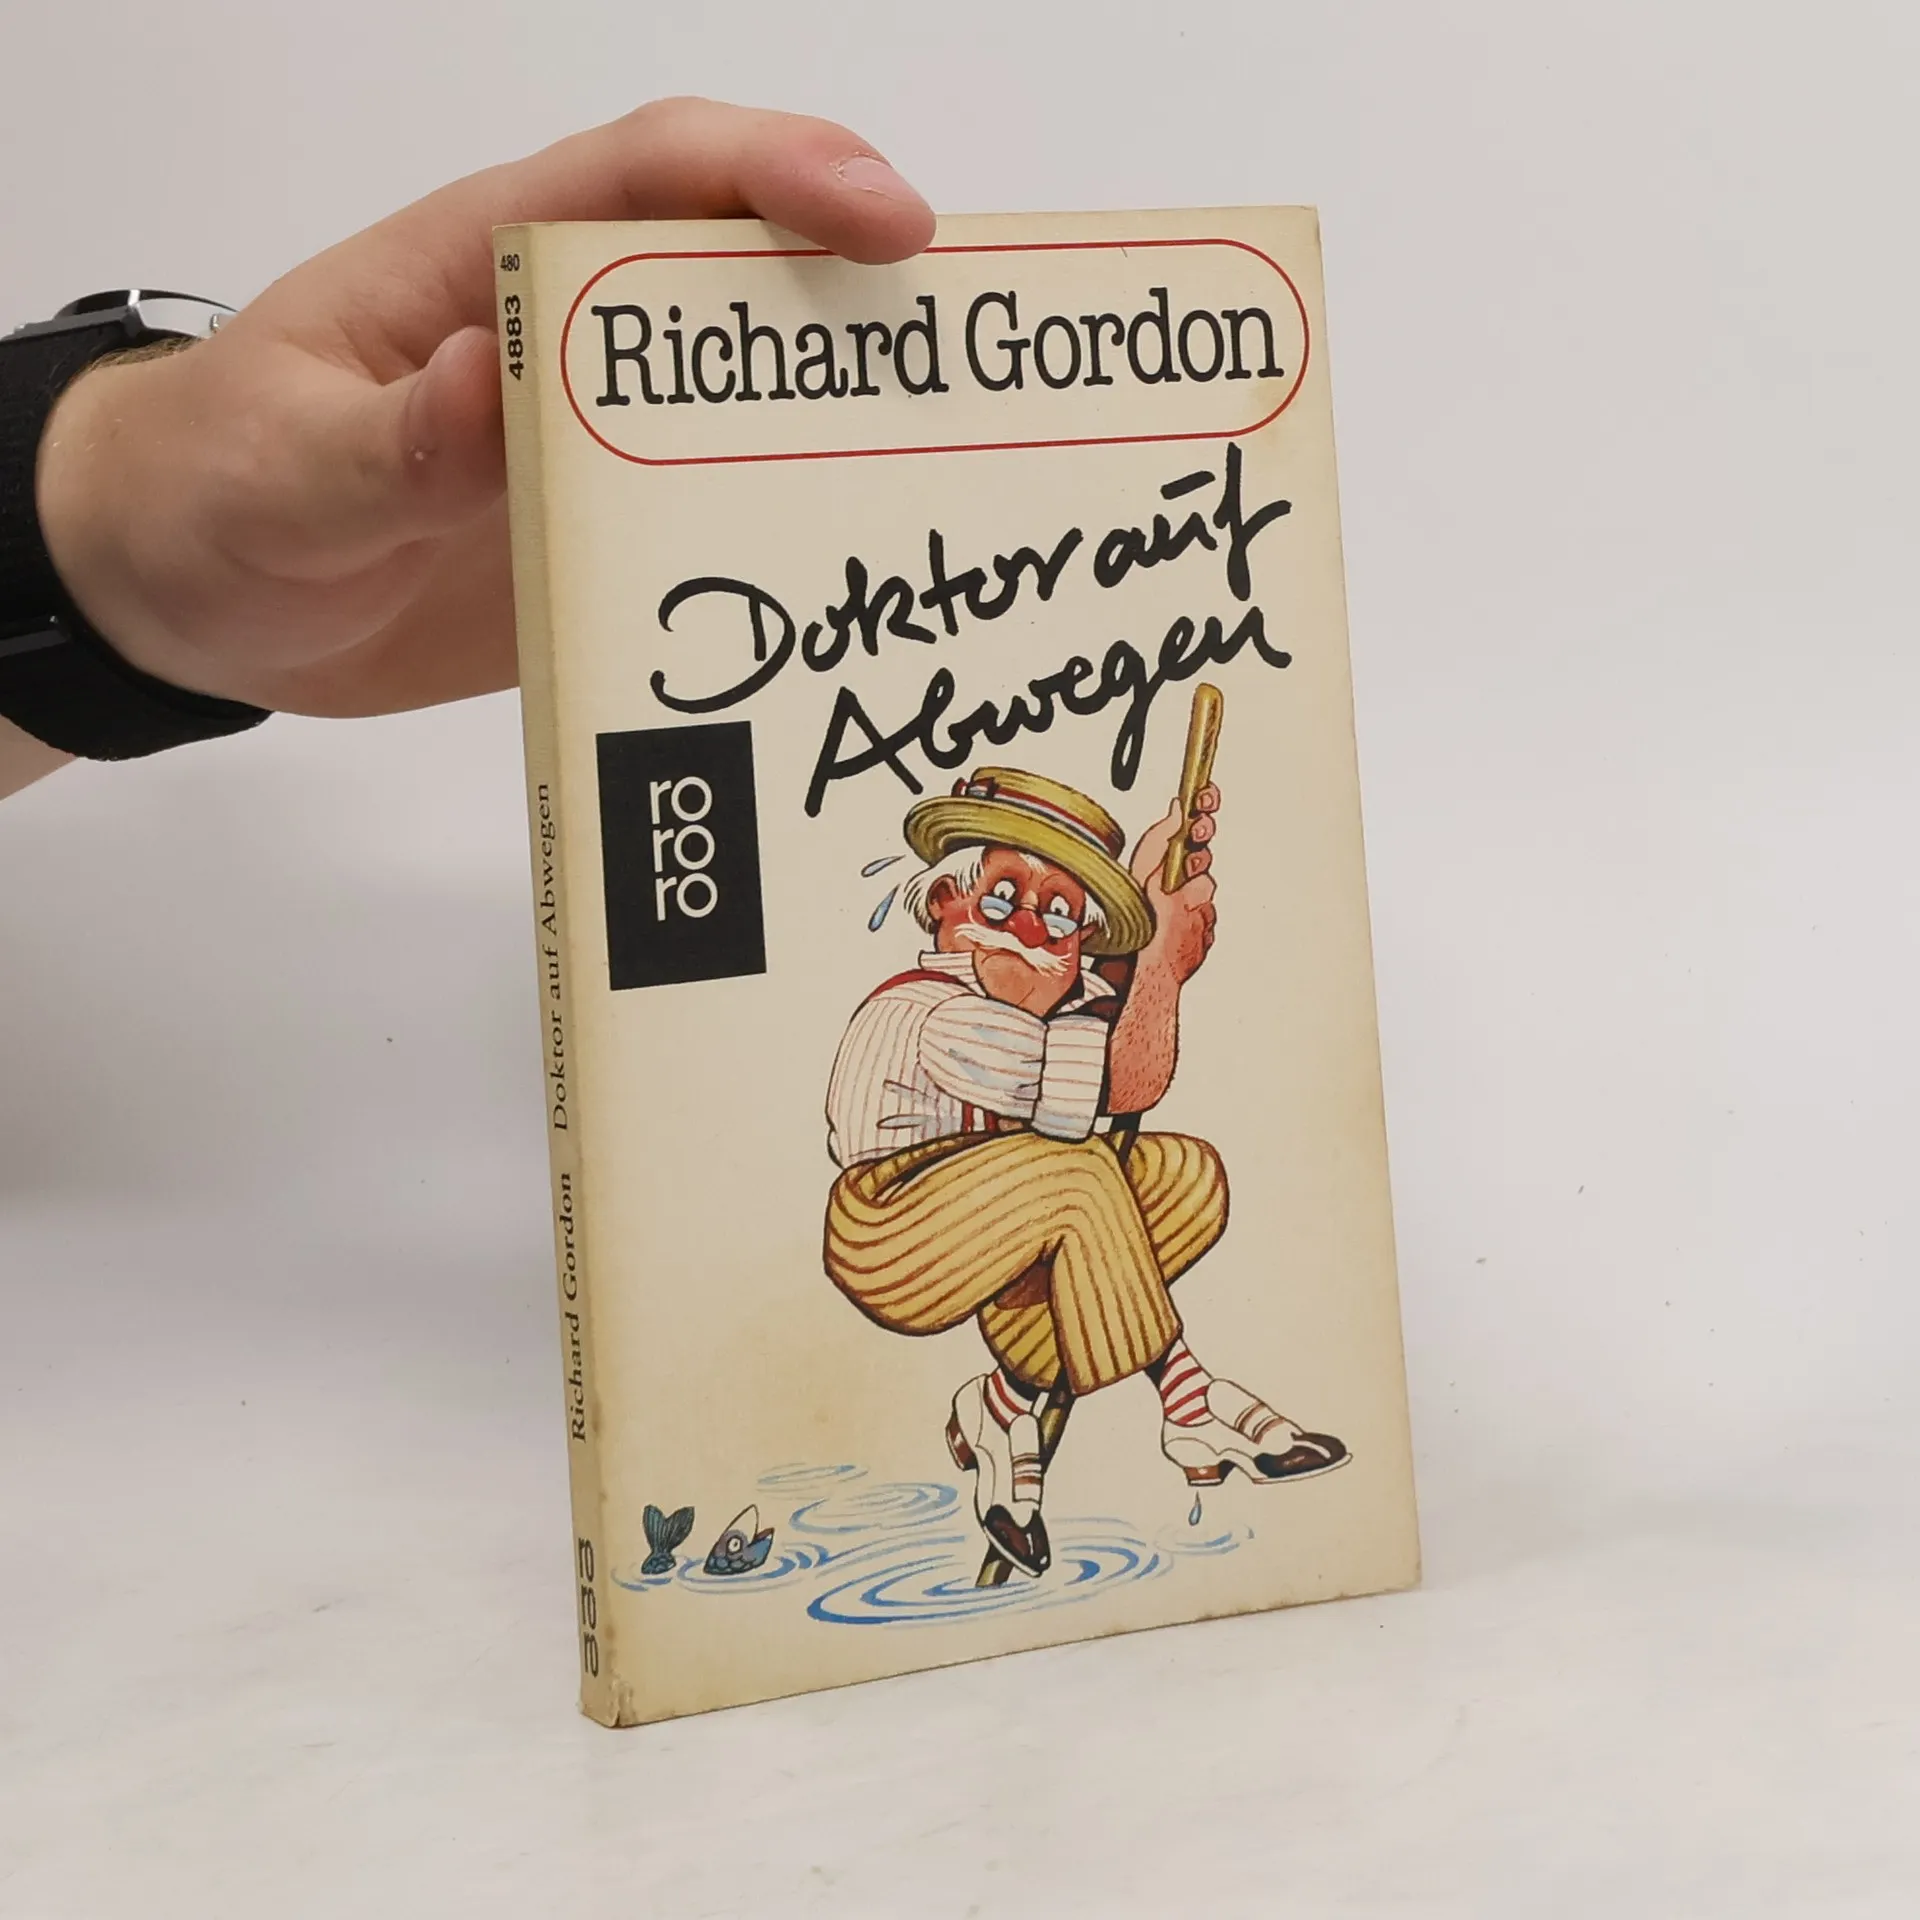 Richard Gordon
Doktor auf
Abwegen
ro
ro
ro
480
4883
Richard Gordon Doktor auf Abwegen
ro
ro
ro